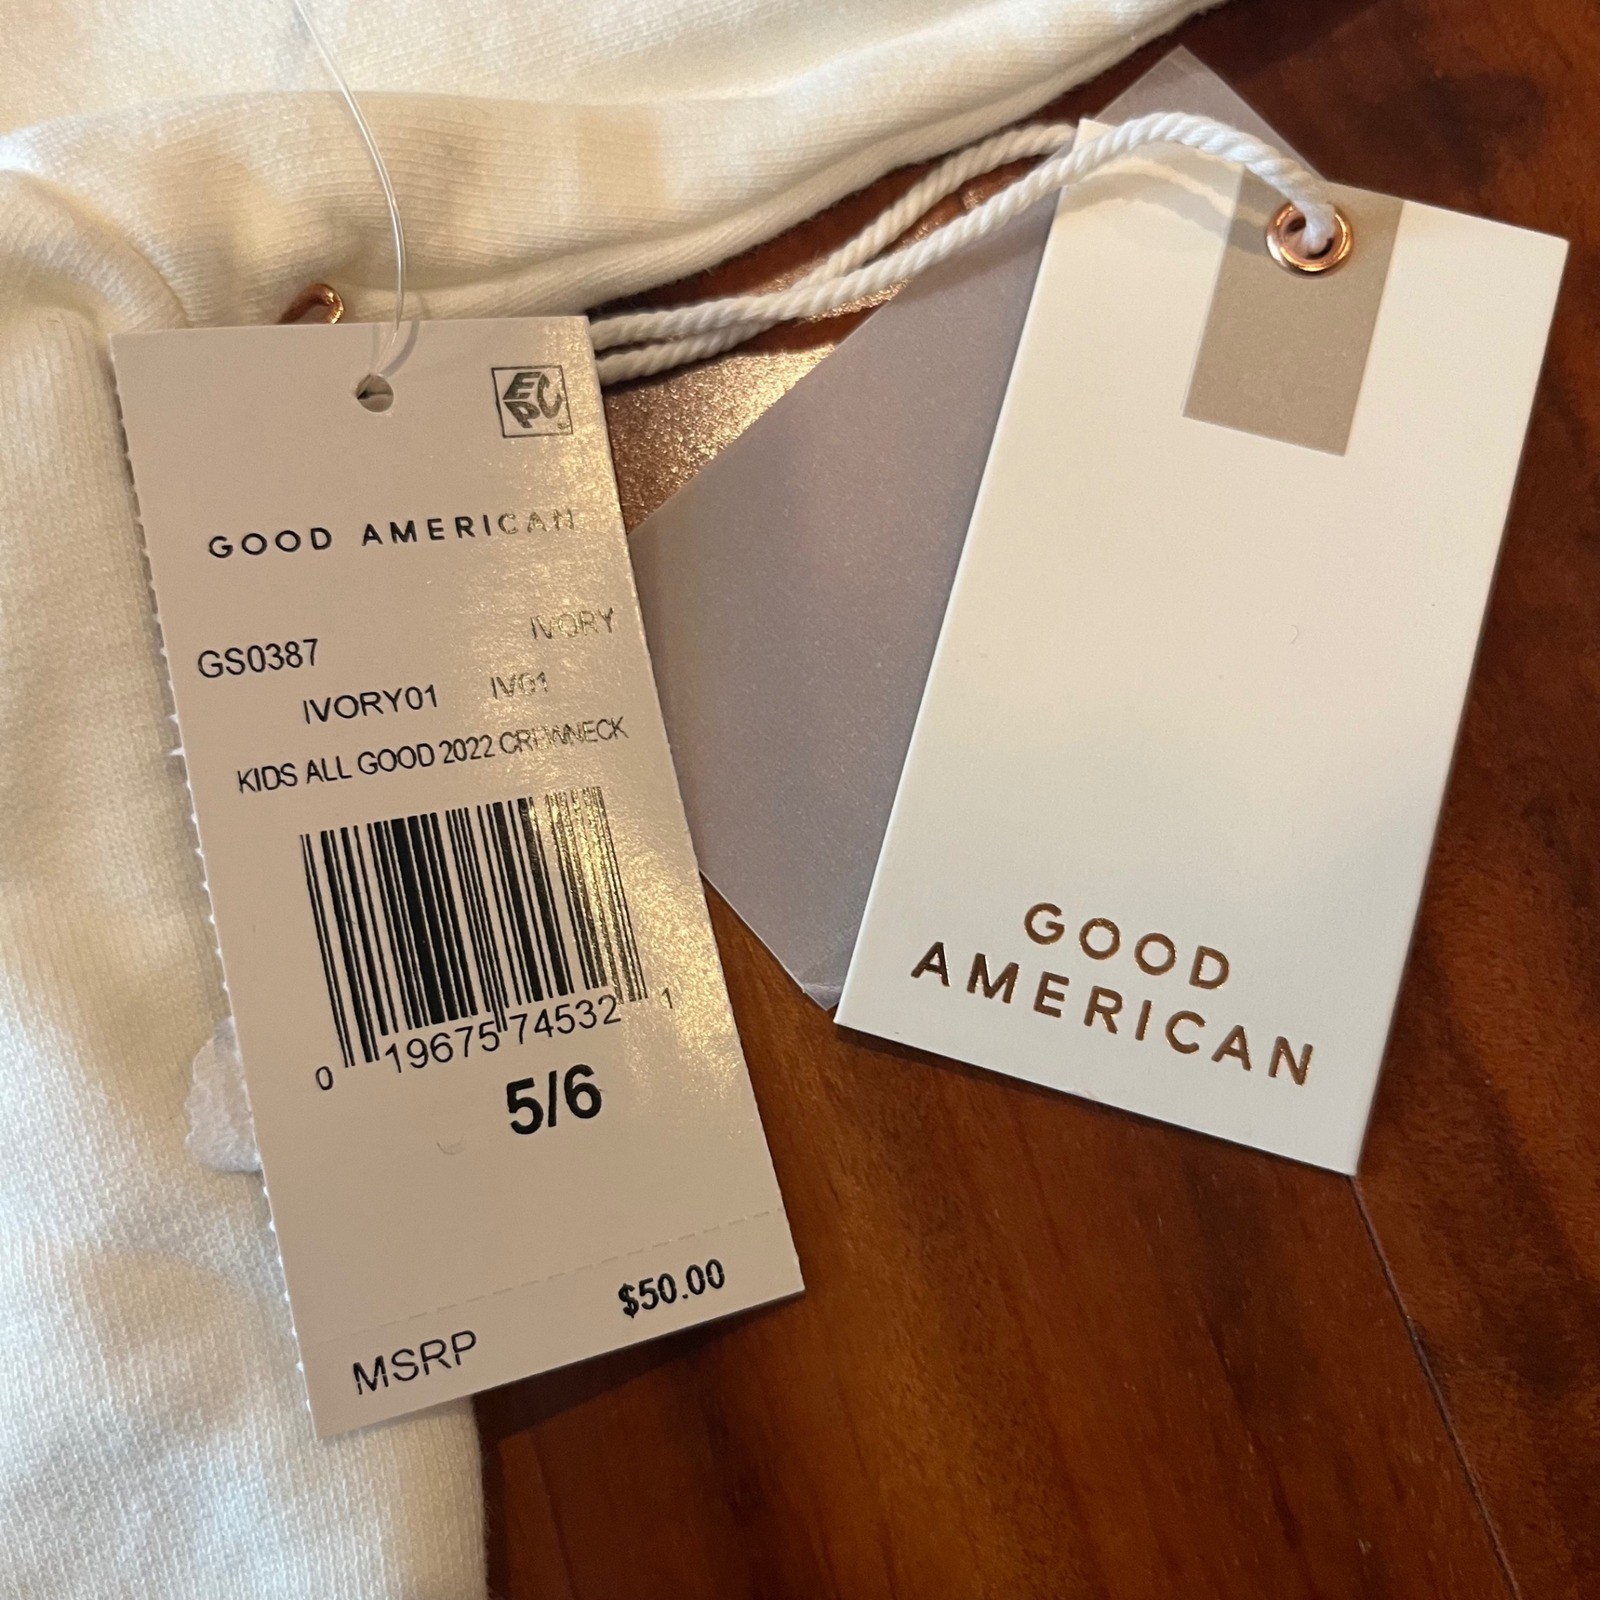 EPC
GOOD AMERICAN
IVORY
GS0387
IVORY01 IV01
KIDS ALL GOOD 2022 CREWNECK
0 19675 74532 1
5/6
$50.00
MSRP
GOOD
AMERICAN